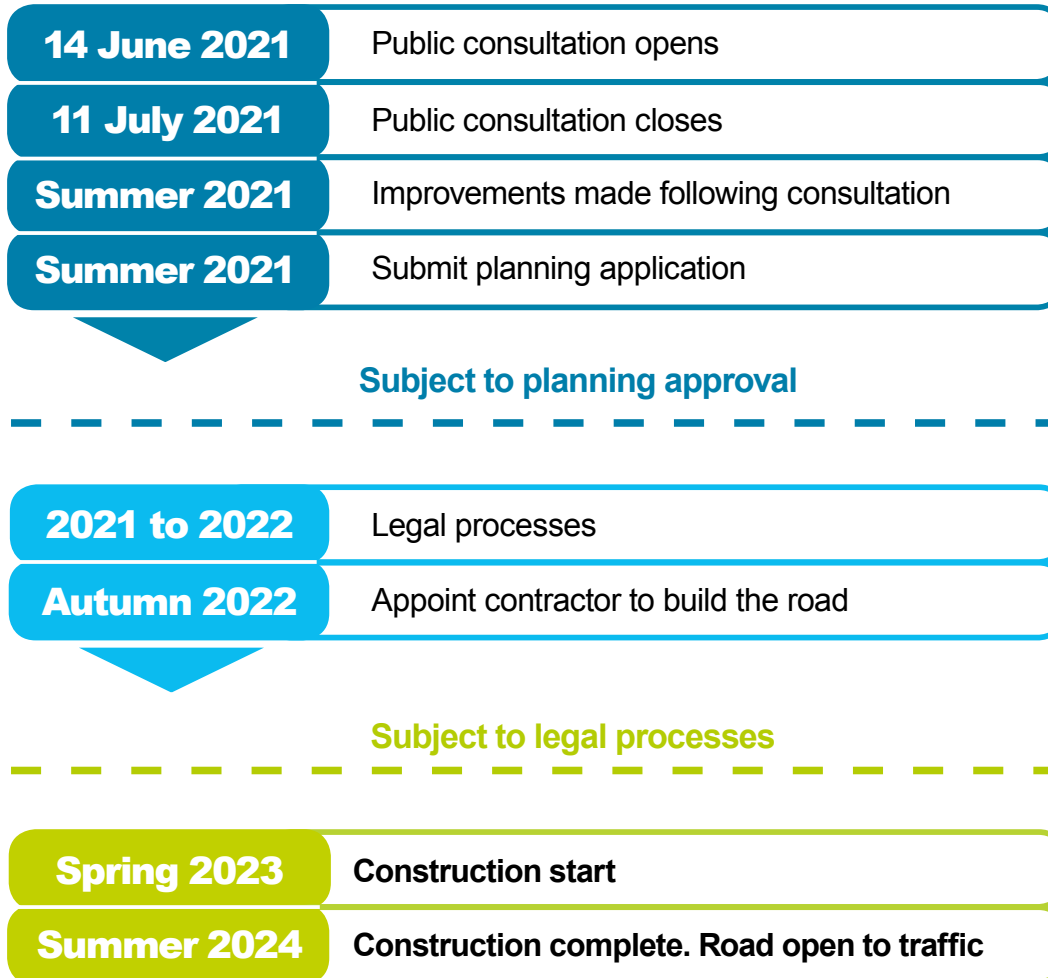 14 June 2021 Public consultation opens
11 July 2021 Public consultation closes
Summer 2021 Improvements made following consultation
Summer 2021 Submit planning application
Subject to planning approval
2021 to 2022 Legal processes
Autumn 2022 Appoint contractor to build the road
Subject to legal processes
Spring 2023 Construction start
Summer 2024 Construction complete. Road open to traffic